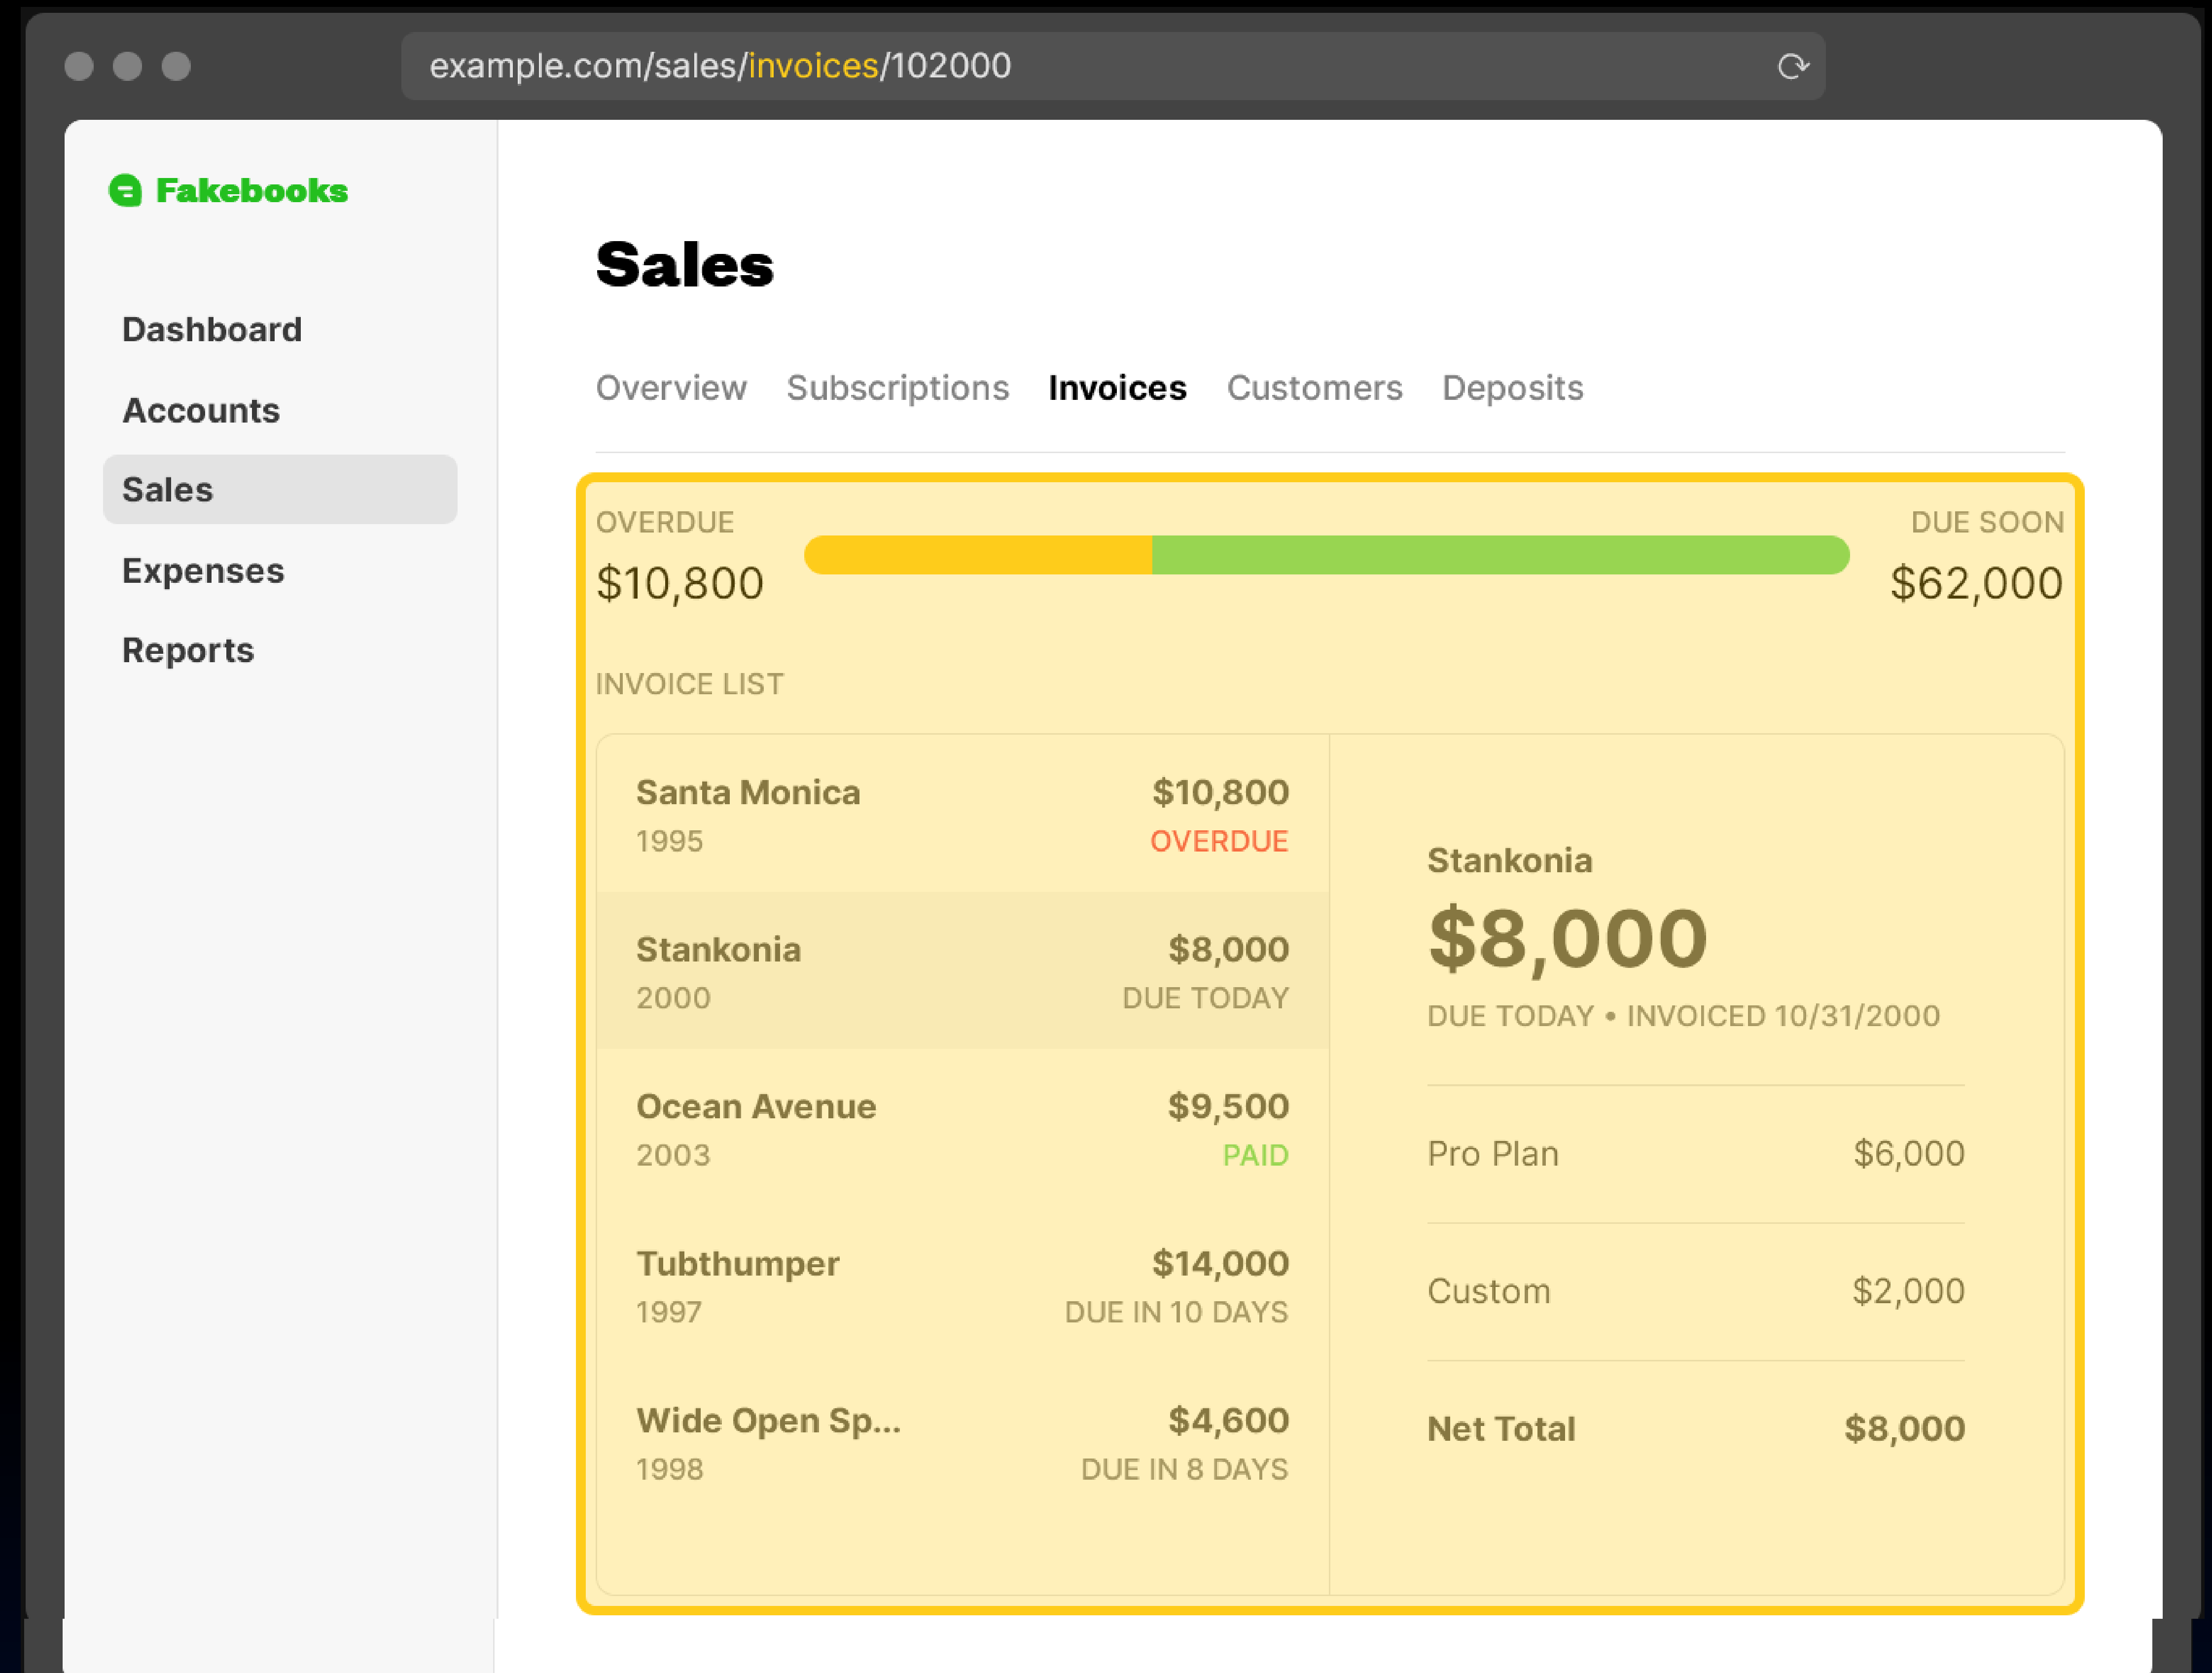 example.com/sales/invoices/102000
Fakebooks
Dashboard
Accounts
Sales
Expenses
Reports
Sales
Overview Subscriptions Invoices Customers Deposits
OVERDUE
$10,800
DUE SOON
$62,000
INVOICE LIST
Santa Monica $10,800
1995 OVERDUE
Stankonia $8,000
2000 DUE TODAY
Ocean Avenue $9,500
2003 PAID
Tubthumper $14,000
1997 DUE IN 10 DAYS
Wide Open Sp... $4,600
1998 DUE IN 8 DAYS
Stankonia
$8,000
DUE TODAY • INVOICED 10/31/2000
Pro Plan $6,000
Custom $2,000
Net Total $8,000